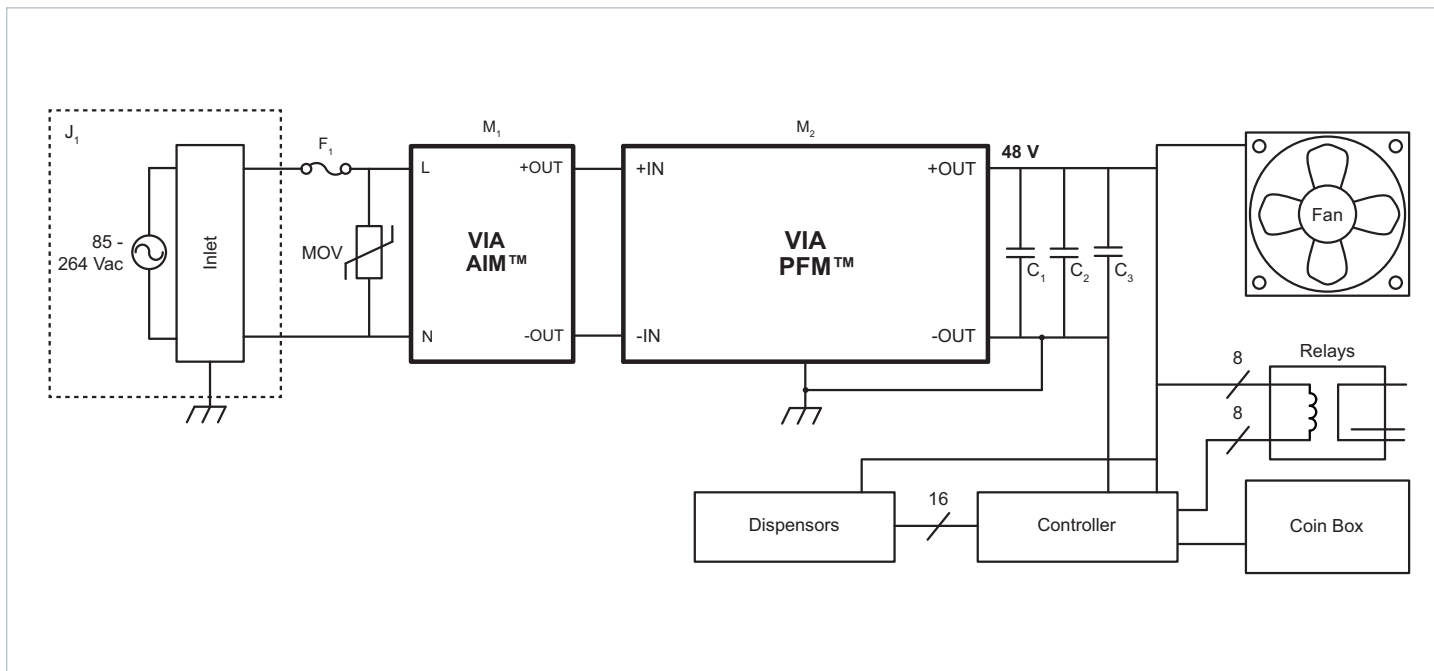 J1
85 -
264 Vac
Inlet
F1
MOV
M1
L
+OUT
VIA
AIM™
N
-OUT
M2
+IN
+OUT
VIA
PFM™
-IN
-OUT
48 V
C1
C2
C3
Fan
Relays
8
8
Dispensors
16
Controller
Coin Box